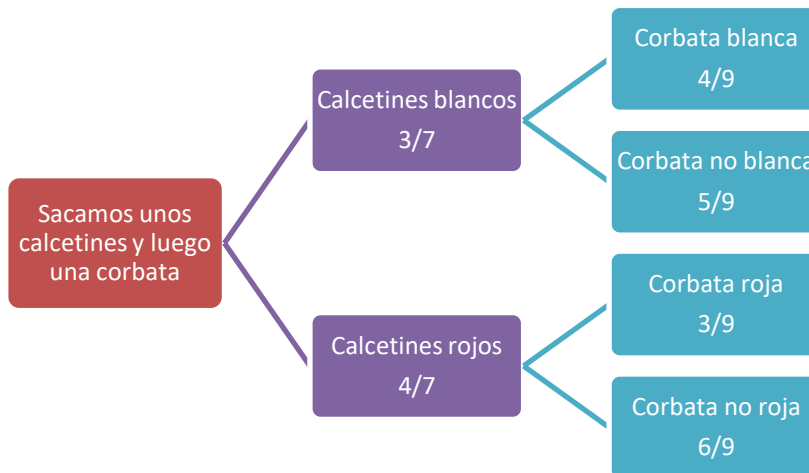 Sacamos unos
calcetines y luego
una corbata
Calcetines blancos
3/7
Corbata blanca
4/9
Corbata no blanca
5/9
Calcetines rojos
4/7
Corbata roja
3/9
Corbata no roja
6/9